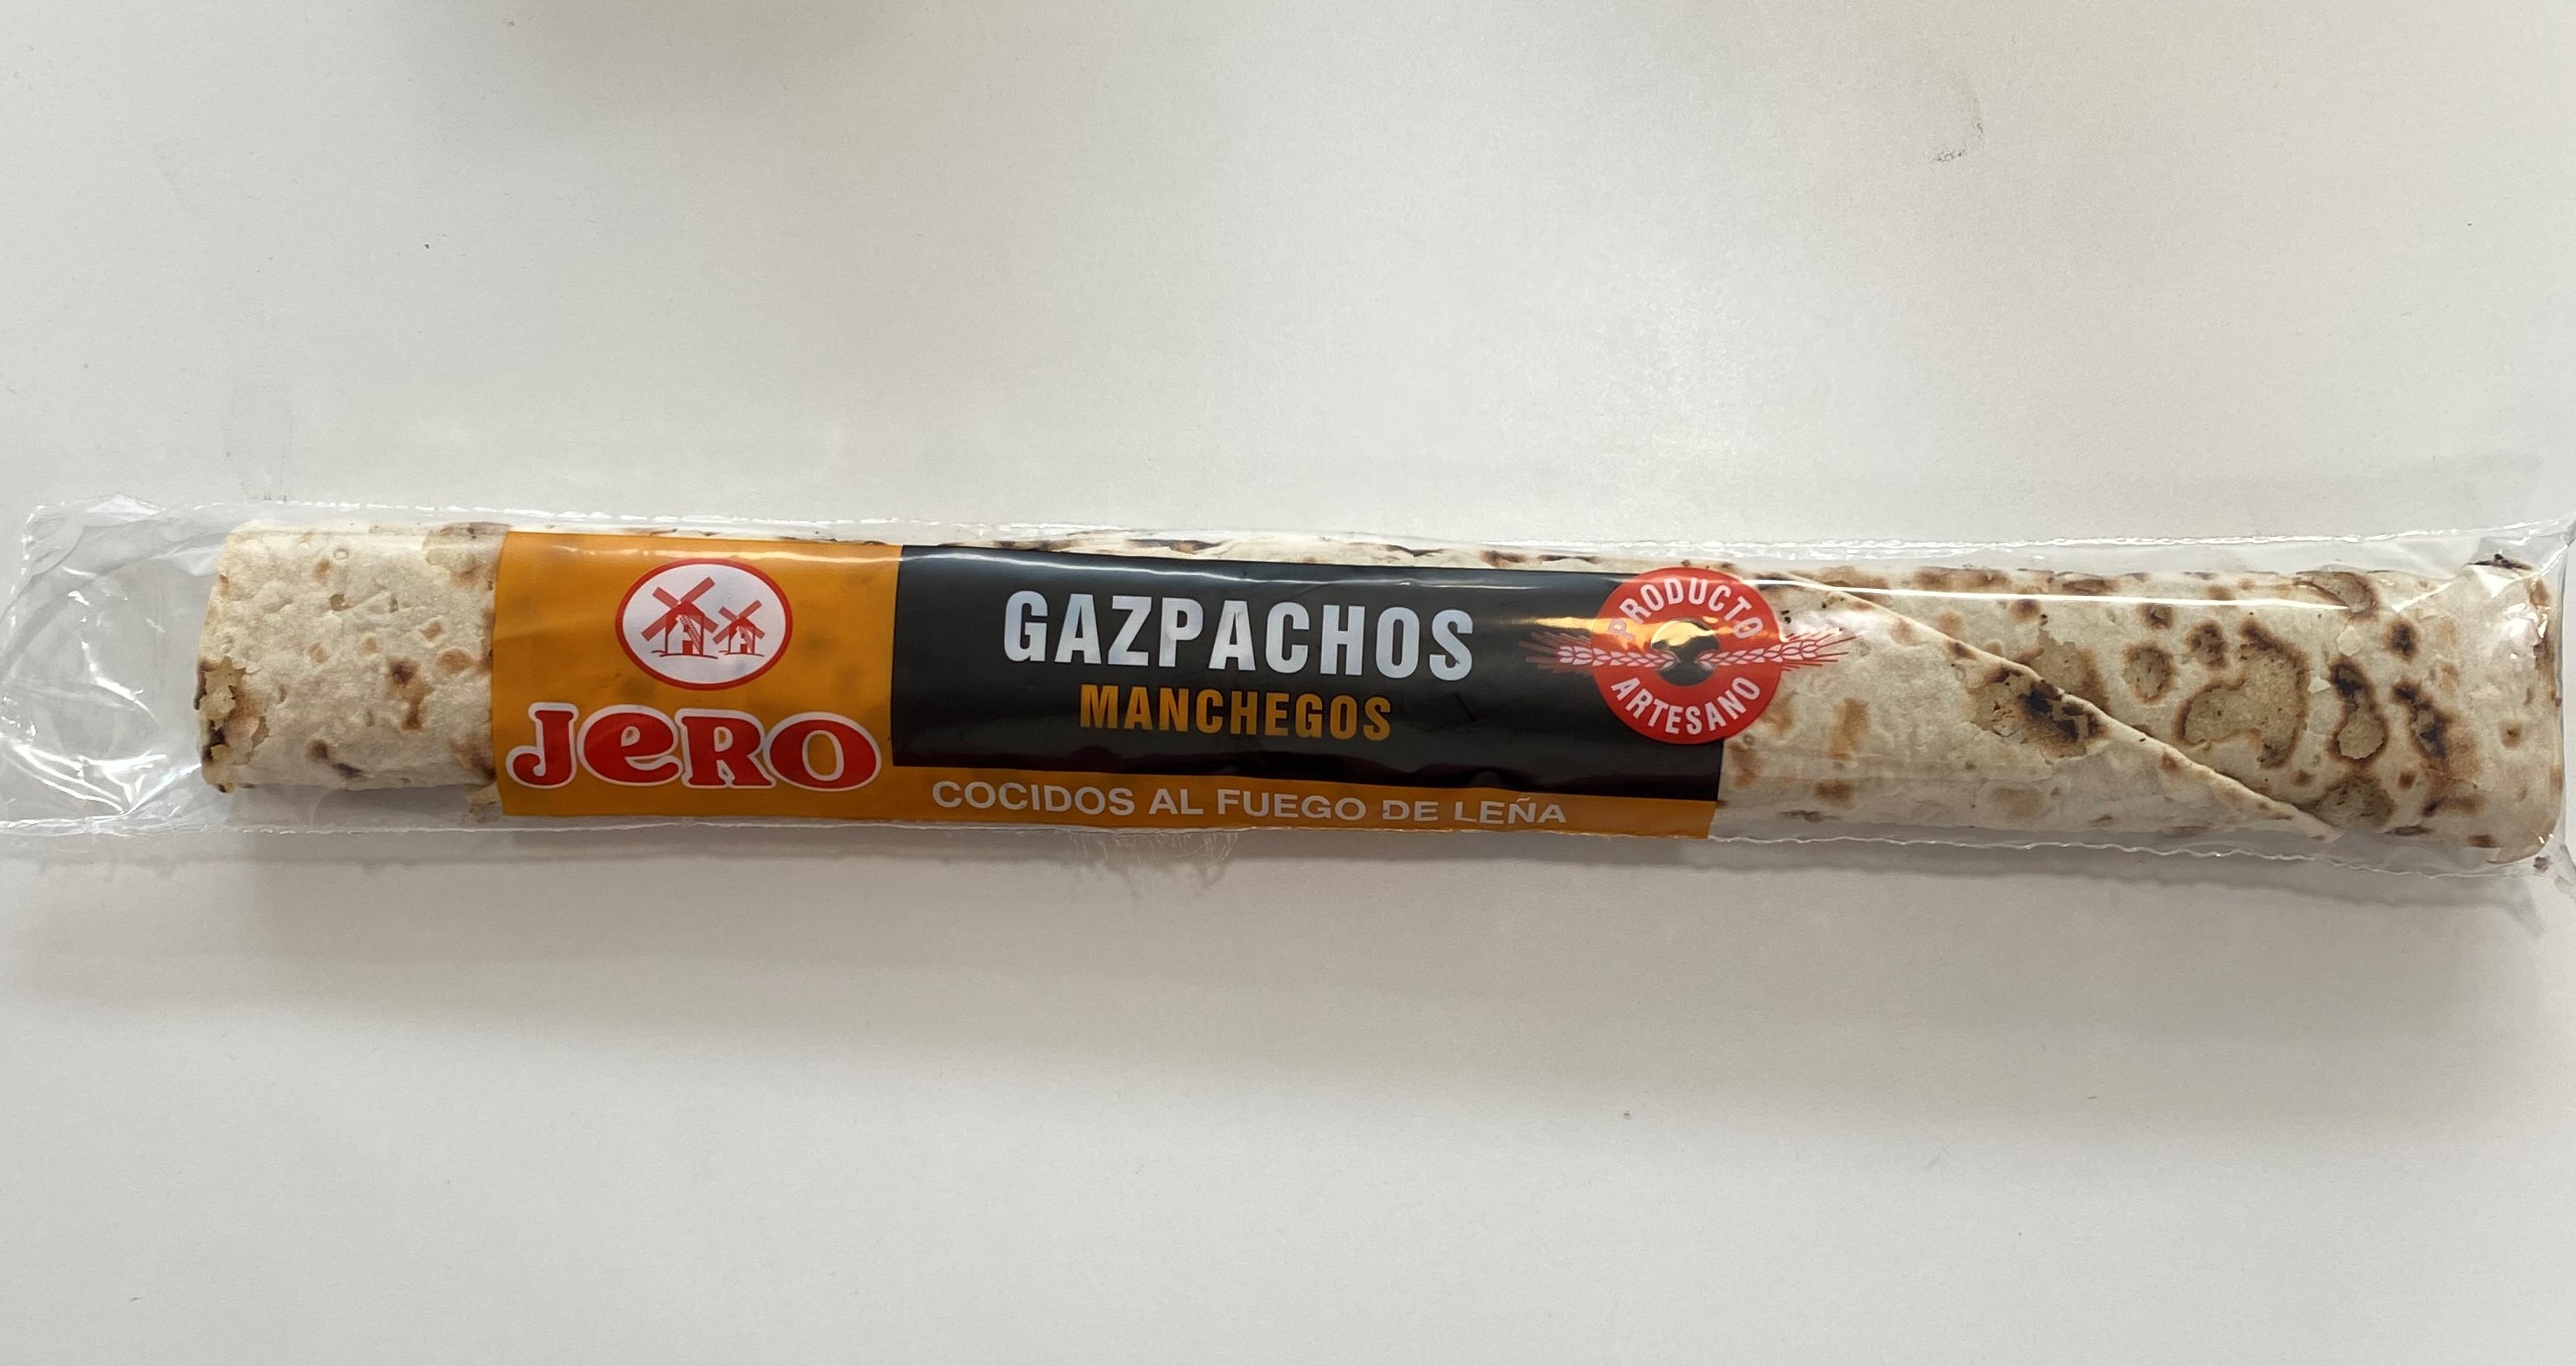 JeRO
GAZPACHOS
MANCHEGOS
COCIDOS AL FUEGO DE LEÑA
PRODUCTO
ARTESANO